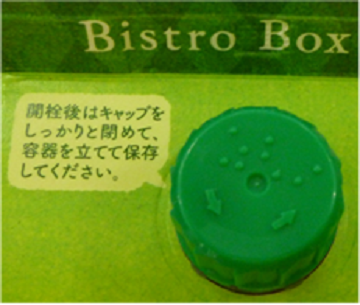 Bistro Box
開栓後はキャップを
しっかりと閉めて、
容器を立てて保存
してください。